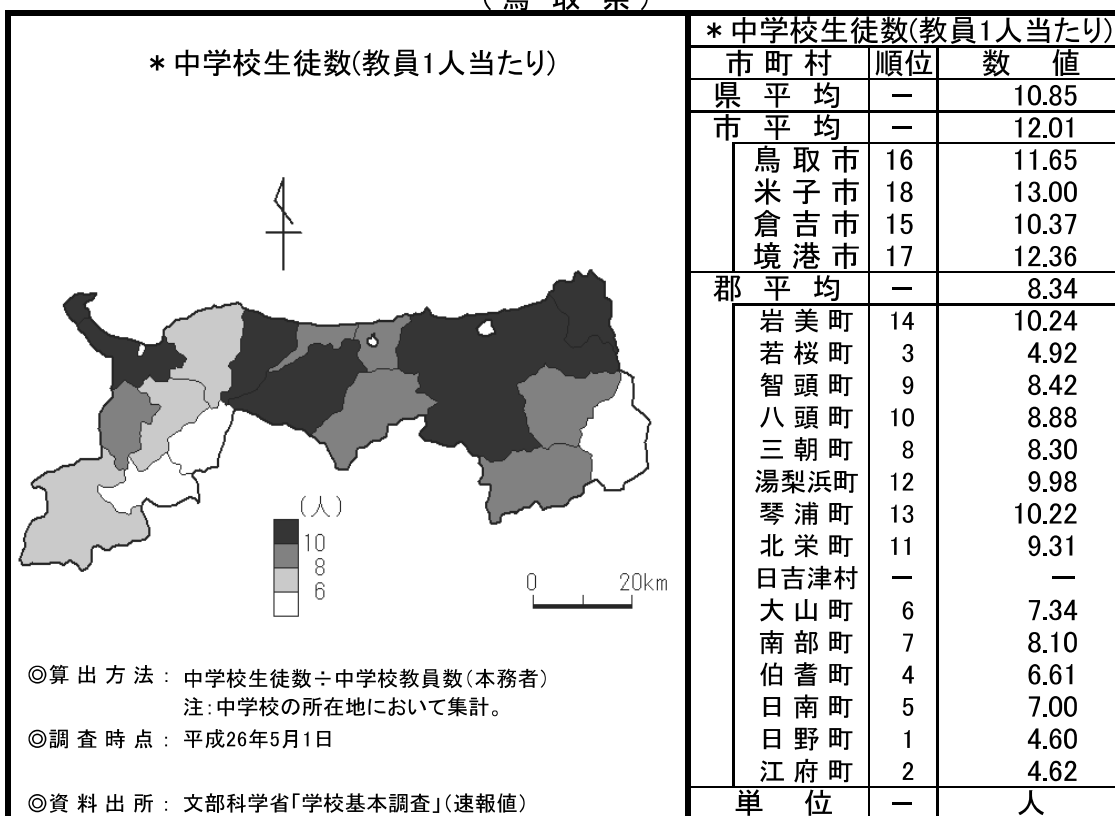 (鳥 取 県)
*中学校生徒数(教員1人当たり)
(人)
10
8
6
0 20km
◎算出方法: 中学校生徒数÷中学校教員数(本務者)
注:中学校の所在地において集計。
◎調査時点: 平成26年5月1日
◎資料出所: 文部科学省「学校基本調査」(速報値)
*中学校生徒数(教員1人当たり)
市町村 順位 数値
県平均 － 10.85
市平均 － 12.01
鳥取市 16 11.65
米子市 18 13.00
倉吉市 15 10.37
境港市 17 12.36
郡平均 － 8.34
岩美町 14 10.24
若桜町 3 4.92
智頭町 9 8.42
八頭町 10 8.88
三朝町 8 8.30
湯梨浜町 12 9.98
琴浦町 13 10.22
北栄町 11 9.31
日吉津村 － －
大山町 6 7.34
南部町 7 8.10
伯耆町 4 6.61
日南町 5 7.00
日野町 1 4.60
江府町 2 4.62
単位 － 人